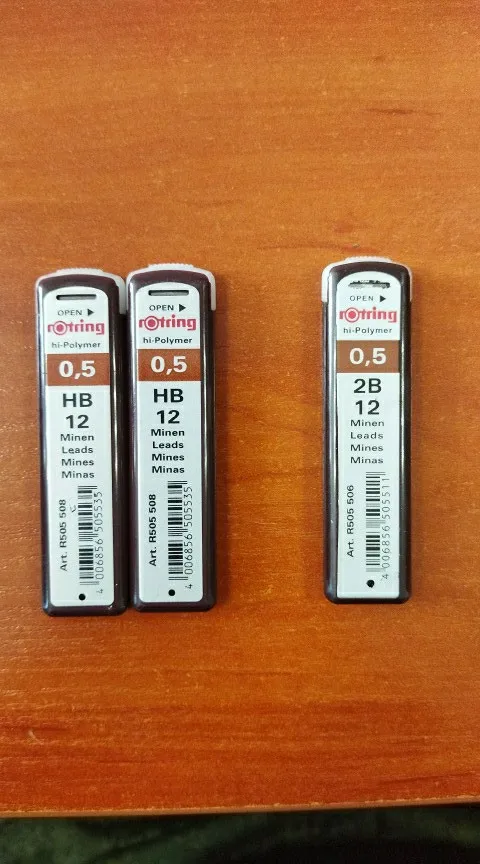 OPEN ▶
rotring
hi-Polymer
0,5
HB
12
Minen
Leads
Mines
Minas
Art. R505 508
4 006856 505535
OPEN ▶
rotring
hi-Polymer
0,5
HB
12
Minen
Leads
Mines
Minas
Art. R505 508
4 006856 505535
OPEN ▶
rotring
hi-Polymer
0,5
2B
12
Minen
Leads
Mines
Minas
Art. R505 506
4 006856 505511